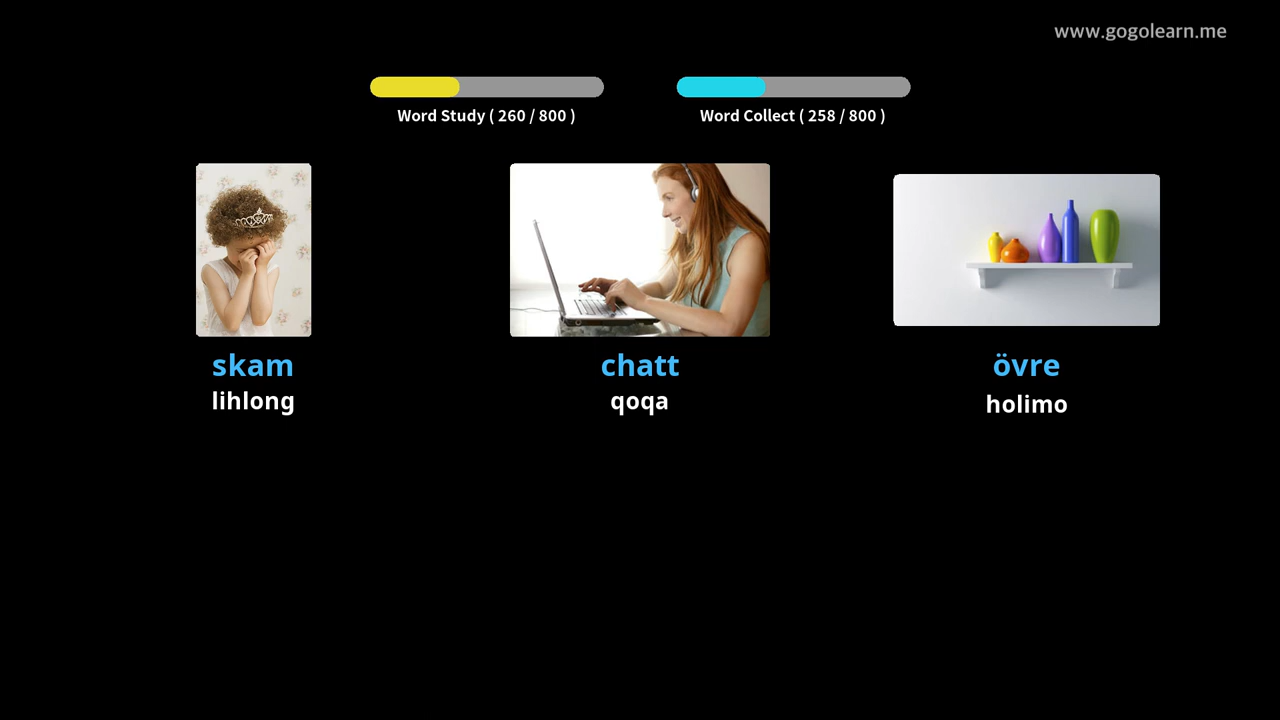 www.gogolearn.me
Word Study ( 260 / 800 )
Word Collect ( 258 / 800 )
skam
lihlong
chatt
qoqa
övre
holimo